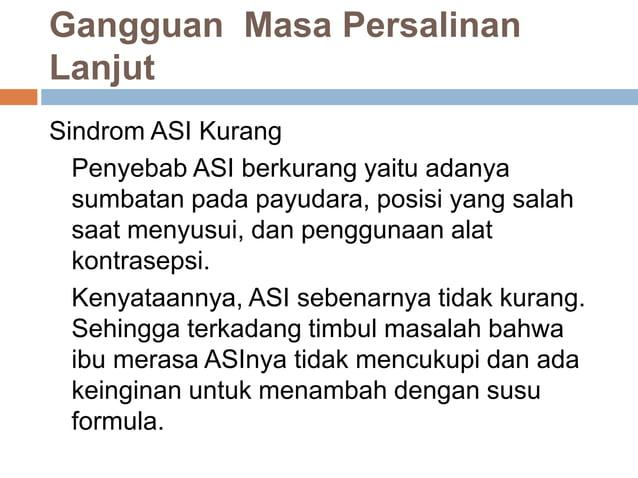 Gangguan  Masa Persalinan
Lanjut
Sindrom ASI Kurang
Penyebab ASI berkurang yaitu adanya
sumbatan pada payudara, posisi yang salah
saat menyusui, dan penggunaan alat
kontrasepsi.
Kenyataannya, ASI sebenarnya tidak kurang.
Sehingga terkadang timbul masalah bahwa
ibu merasa ASInya tidak mencukupi dan ada
keinginan untuk menambah dengan susu
formula.